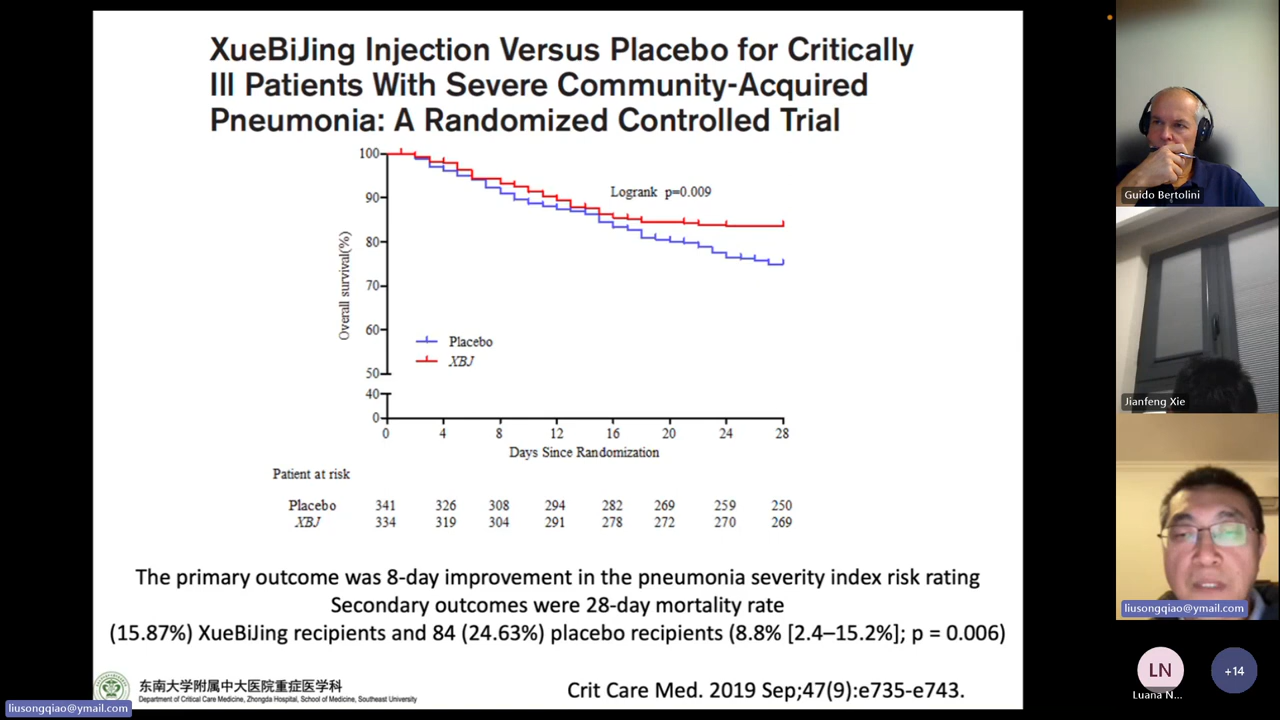 XueBiJing Injection Versus Placebo for Critically
Ill Patients With Severe Community-Acquired
Pneumonia: A Randomized Controlled Trial
100
90
80
70
60
50
40
0
Overall survival(%)
Logrank p=0.009
Placebo
XBJ
0 4 8 12 16 20 24 28
Days Since Randomization
Patient at risk
Placebo 341 326 308 294 282 269 259 250
XBJ 334 319 304 291 278 272 270 269
The primary outcome was 8-day improvement in the pneumonia severity index risk rating
Secondary outcomes were 28-day mortality rate
(15.87%) XueBiJing recipients and 84 (24.63%) placebo recipients (8.8% [2.4–15.2%]; p = 0.006)
东南大学附属中大医院重症医学科
Department of Critical Care Medicine, Zhongda Hospital, School of Medicine, Southeast University
Crit Care Med. 2019 Sep;47(9):e735-e743.
liusongqiao@ymail.com
Guido Bertolini
Jianfeng Xie
liusongqiao@ymail.com
LN
Luana N...
+14